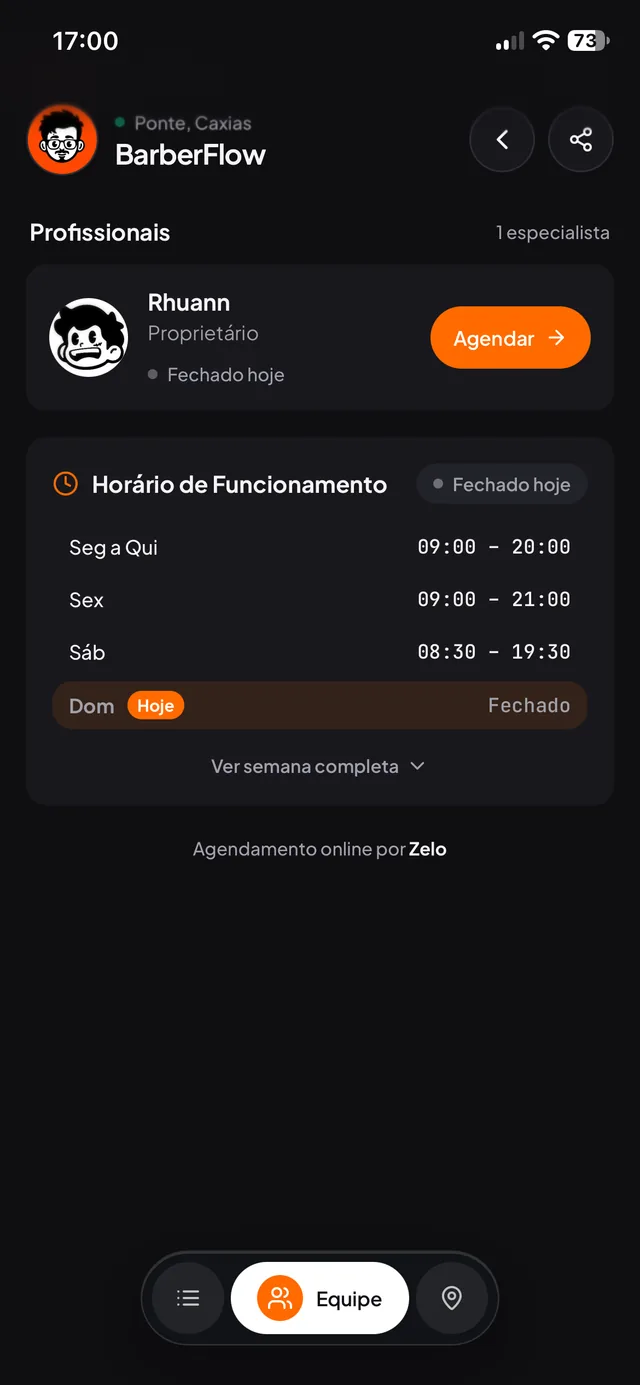 17:00
73
Ponte, Caxias
BarberFlow
Profissionais
1 especialista
Rhuann
Proprietário
Fechado hoje
Agendar
Horário de Funcionamento
Fechado hoje
Seg a Qui
09:00 – 20:00
Sex
09:00 – 21:00
Sáb
08:30 – 19:30
Dom
Hoje
Fechado
Ver semana completa
Agendamento online por Zelo
Equipe